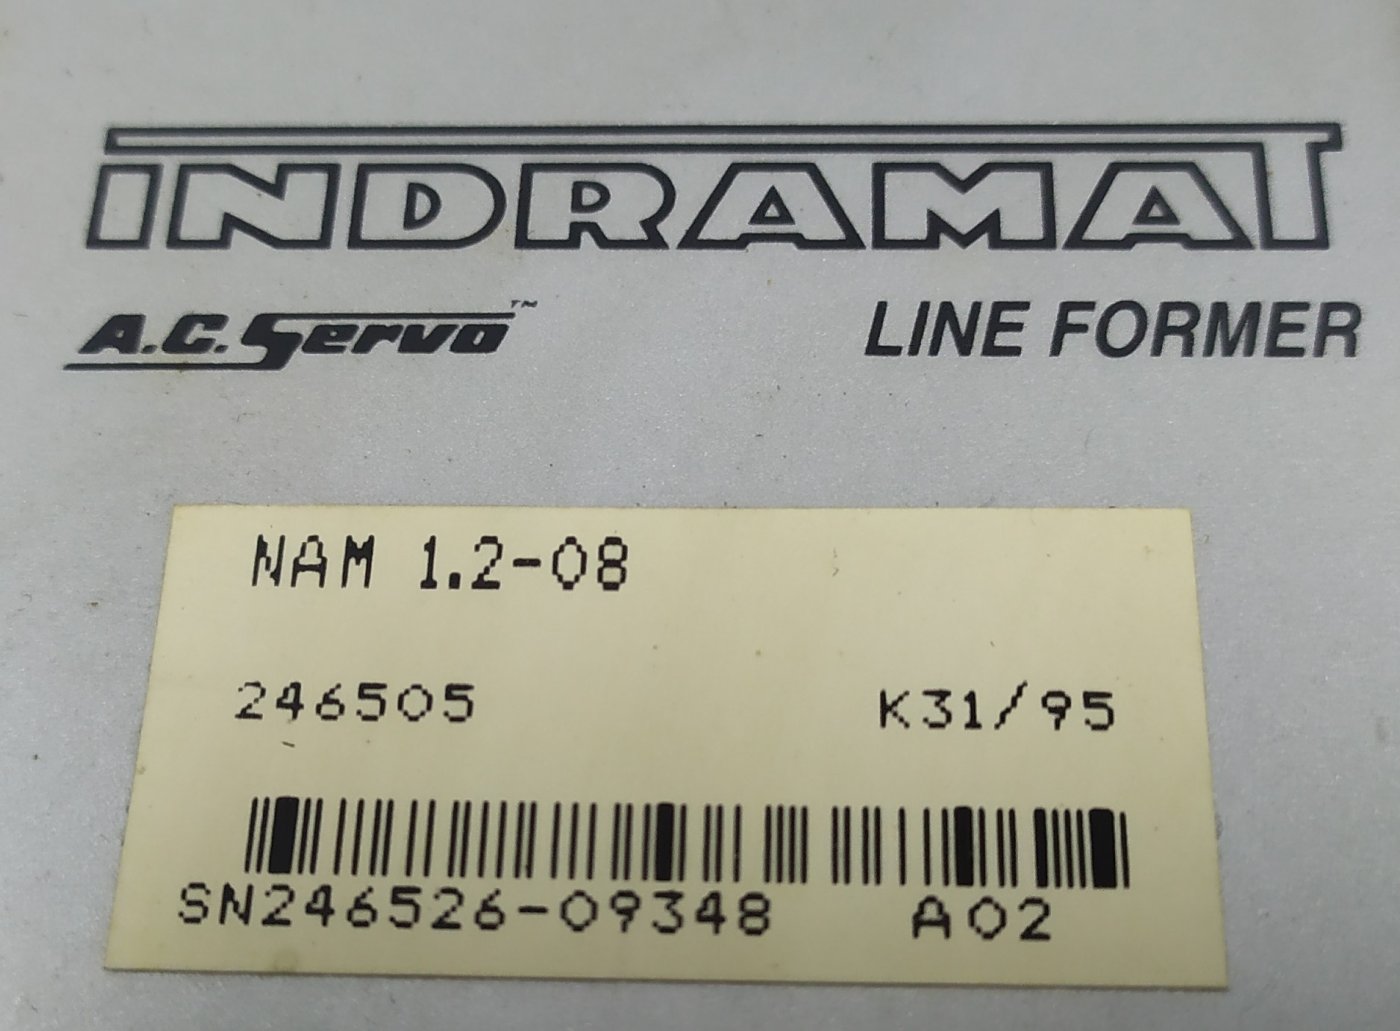 INDRAMAT
A.C. Servo™ LINE FORMER
NAM 1.2-08
246505 K31/95
SN246526-09348 A02